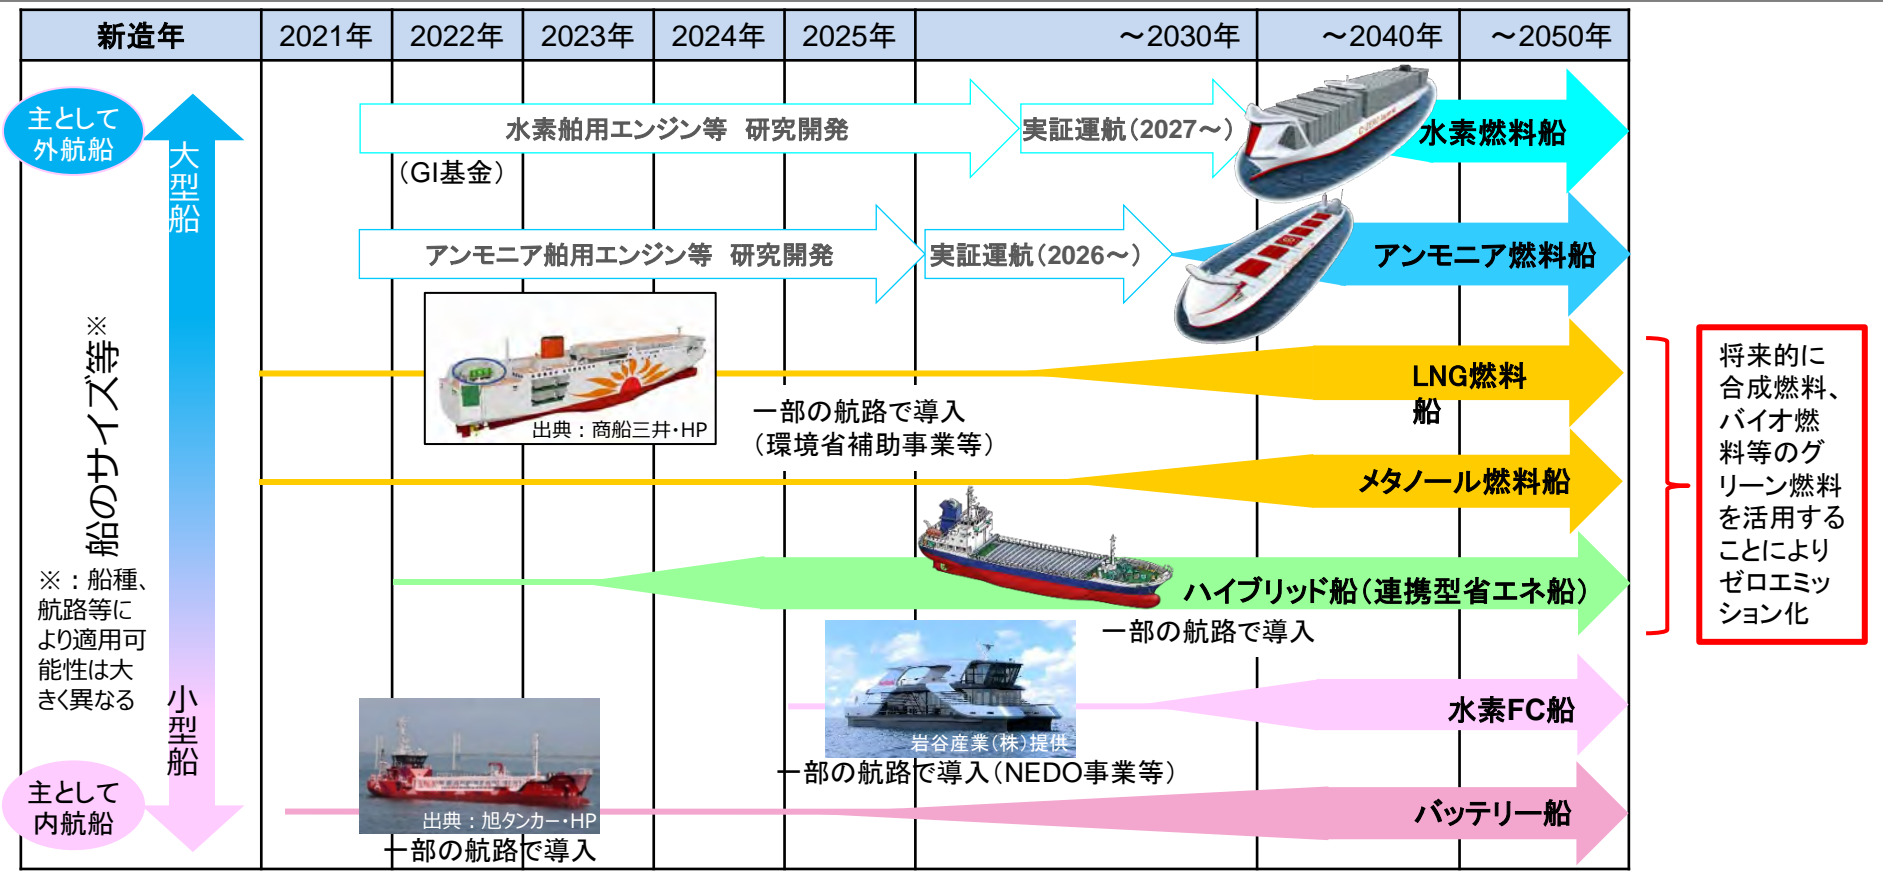 新造年
2021年
2022年
2023年
2024年
2025年
～2030年
～2040年
～2050年
主として
外航船
大型船
水素舶用エンジン等　研究開発
（GI基金）
実証運航（2027～）
水素燃料船
アンモニア舶用エンジン等　研究開発
実証運航（2026～）
アンモニア燃料船
船のサイズ等※
出典：商船三井・HP
一部の航路で導入
（環境省補助事業等）
LNG燃料
船
メタノール燃料船
将来的に
合成燃料、
バイオ燃
料等のグ
リーン燃料
を活用する
ことにより
ゼロエミッ
ション化
※：船種、
航路等に
より適用可
能性は大
きく異なる
ハイブリッド船（連携型省エネ船）
一部の航路で導入
小型船
岩谷産業（株）提供
水素FC船
一部の航路で導入（NEDO事業等）
主として
内航船
出典：旭タンカー・HP
一部の航路で導入
バッテリー船